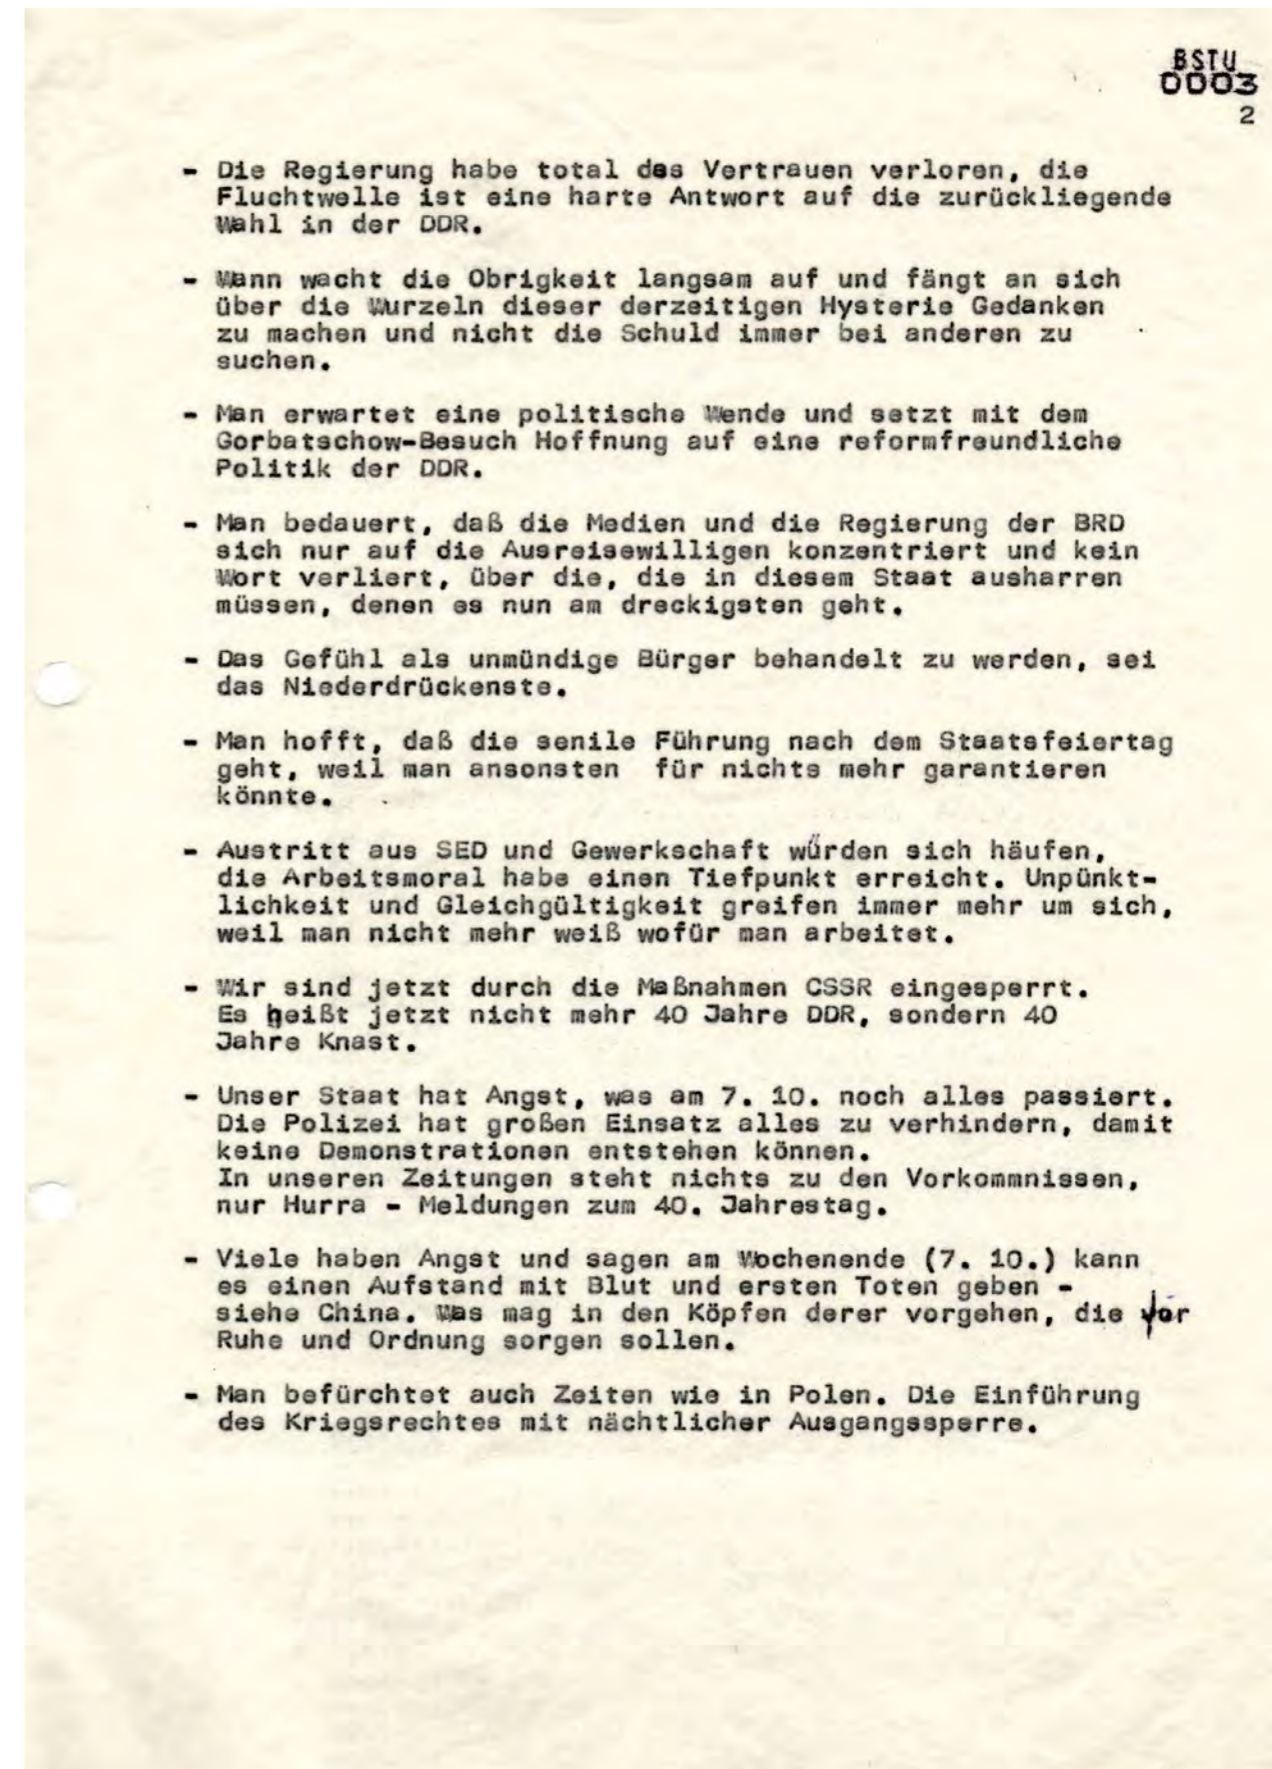 BSTU
0003
2
- Die Regierung habe total das Vertrauen verloren, die
Fluchtwelle ist eine harte Antwort auf die zurückliegende
Wahl in der DDR.
- Wann wacht die Obrigkeit langsam auf und fängt an sich
über die Wurzeln dieser derzeitigen Hysterie Gedanken
zu machen und nicht die Schuld immer bei anderen zu
suchen.
- Man erwartet eine politische Wende und setzt mit dem
Gorbatschow-Besuch Hoffnung auf eine reformfreundliche
Politik der DDR.
- Man bedauert, daß die Medien und die Regierung der BRD
sich nur auf die Ausreisewilligen konzentriert und kein
Wort verliert, über die, die in diesem Staat ausharren
müssen, denen es nun am dreckigsten geht.
- Das Gefühl als unmündige Bürger behandelt zu werden, sei
das Niederdrückenste.
- Man hofft, daß die senile Führung nach dem Staatsfeiertag
geht, weil man ansonsten für nichts mehr garantieren
könnte.
- Austritt aus SED und Gewerkschaft würden sich häufen,
die Arbeitsmoral habe einen Tiefpunkt erreicht. Unpünkt-
lichkeit und Gleichgültigkeit greifen immer mehr um sich,
weil man nicht mehr weiß wofür man arbeitet.
- Wir sind jetzt durch die Maßnahmen CSSR eingesperrt.
Es heißt jetzt nicht mehr 40 Jahre DDR, sondern 40
Jahre Knast.
- Unser Staat hat Angst, was am 7. 10. noch alles passiert.
Die Polizei hat großen Einsatz alles zu verhindern, damit
keine Demonstrationen entstehen können.
In unseren Zeitungen steht nichts zu den Vorkommnissen,
nur Hurra - Meldungen zum 40. Jahrestag.
- Viele haben Angst und sagen am Wochenende (7. 10.) kann
es einen Aufstand mit Blut und ersten Toten geben -
siehe China. Was mag in den Köpfen derer vorgehen, die for
Ruhe und Ordnung sorgen sollen.
- Man befürchtet auch Zeiten wie in Polen. Die Einführung
des Kriegsrechtes mit nächtlicher Ausgangssperre.